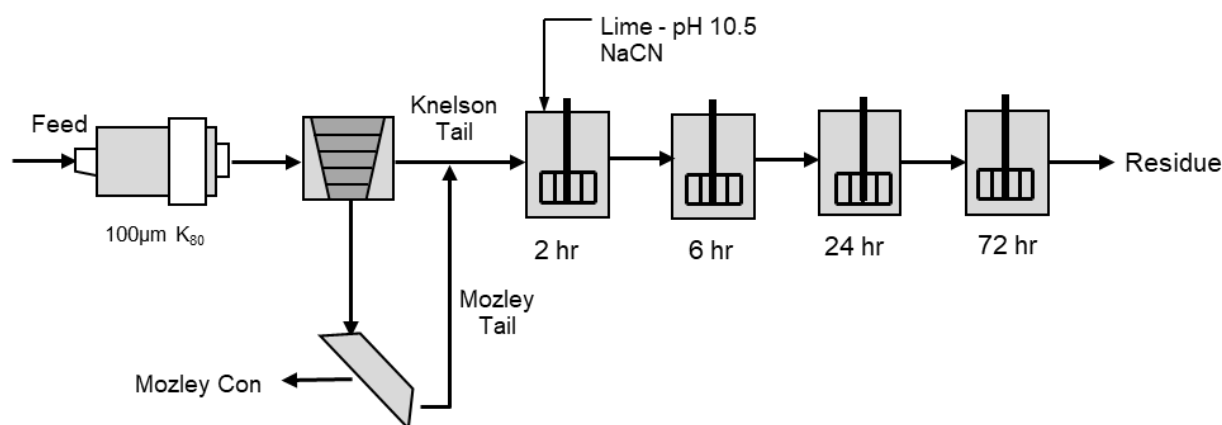 Lime - pH 10.5
NaCN
Feed
Knelson
Tail
Residue
100µm K₈₀
2 hr
6 hr
24 hr
72 hr
Mozley
Tail
Mozley Con